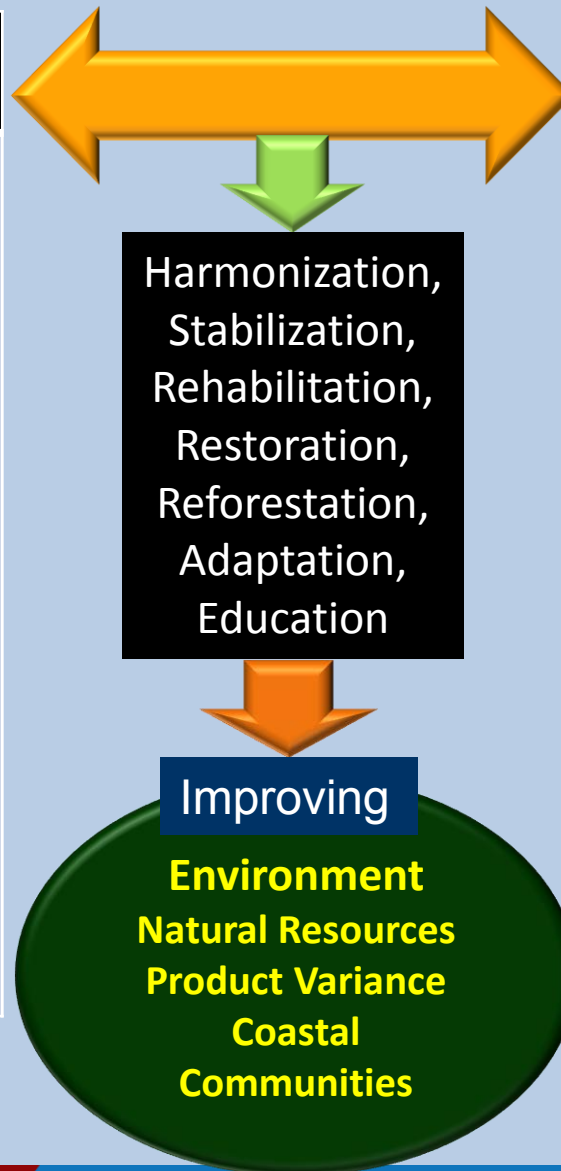 Harmonization,
Stabilization,
Rehabilitation,
Restoration,
Reforestation,
Adaptation,
Education
Improving
Environment
Natural Resources
Product Variance
Coastal
Communities